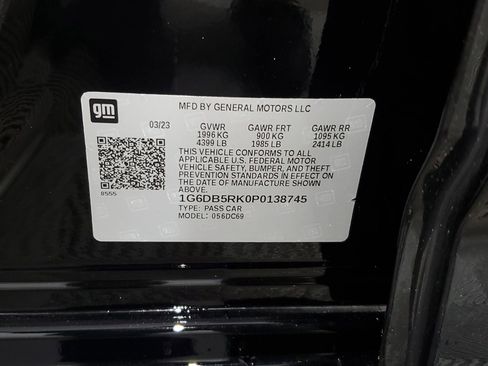 gm
MFD BY GENERAL MOTORS LLC
03/23 GVWR GAWR FRT GAWR RR
1996 KG 900 KG 1095 KG
4399 LB 1985 LB 2414 LB
THIS VEHICLE CONFORMS TO ALL
APPLICABLE U.S. FEDERAL MOTOR
VEHICLE SAFETY, BUMPER, AND THEFT
PREVENTION STANDARDS IN EFFECT ON
THE DATE OF MANUFACTURE SHOWN
ABOVE.
8555
1G6DB5RK0P0138745
TYPE: PASS CAR
MODEL: 056DC69